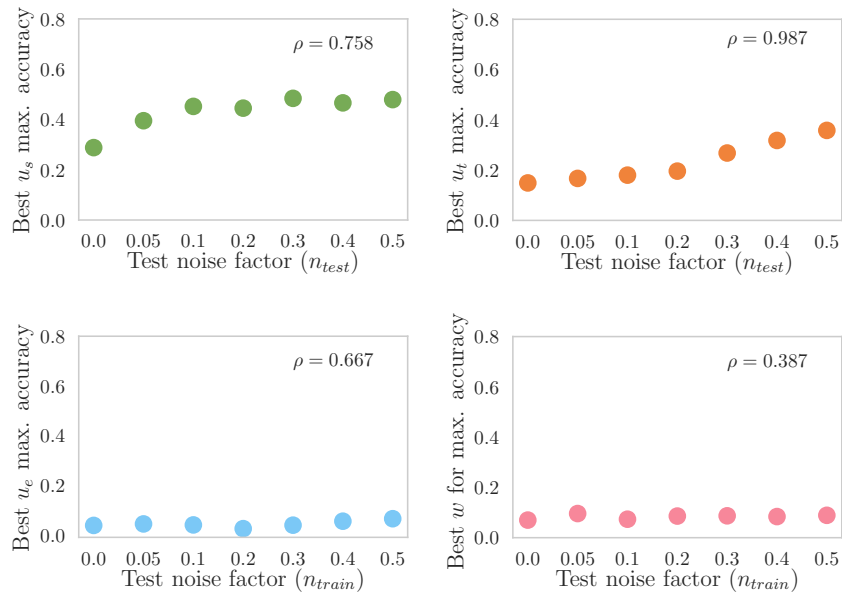 Best u_s max. accuracy
0.8
0.6
0.4
0.2
0.0
ρ = 0.758
0.0 0.05 0.1 0.2 0.3 0.4 0.5
Test noise factor (n_test)
Best u_t max. accuracy
0.8
0.6
0.4
0.2
0.0
ρ = 0.987
0.0 0.05 0.1 0.2 0.3 0.4 0.5
Test noise factor (n_test)
Best u_e max. accuracy
0.8
0.6
0.4
0.2
0.0
ρ = 0.667
0.0 0.05 0.1 0.2 0.3 0.4 0.5
Test noise factor (n_train)
Best w for max. accuracy
0.8
0.6
0.4
0.2
0.0
ρ = 0.387
0.0 0.05 0.1 0.2 0.3 0.4 0.5
Test noise factor (n_train)